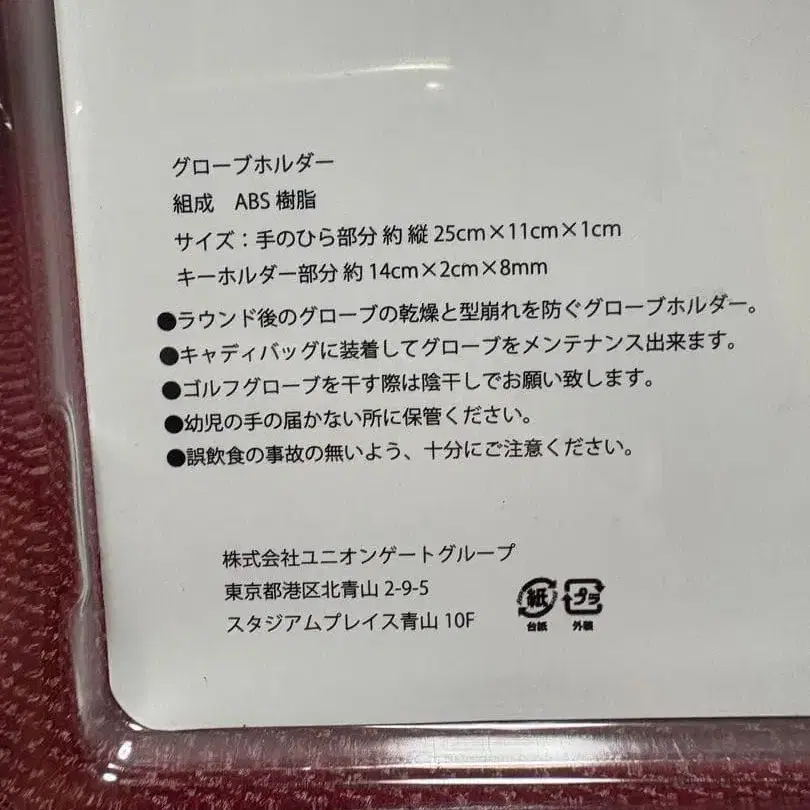 グローブホルダー
組成　ABS 樹脂
サイズ：手のひら部分 約 縦 25cm×11cm×1cm
キーホルダー部分 約 14cm×2cm×8mm
●ラウンド後のグローブの乾燥と型崩れを防ぐグローブホルダー。
●キャディバッグに装着してグローブをメンテナンス出来ます。
●ゴルフグローブを干す際は陰干しでお願い致します。
●幼児の手の届かない所に保管ください。
●誤飲食の事故の無いよう、十分にご注意ください。
株式会社ユニオンゲートグループ
東京都港区北青山 2-9-5
スタジアムプレイス青山 10F
紙 プラ
台紙 外装